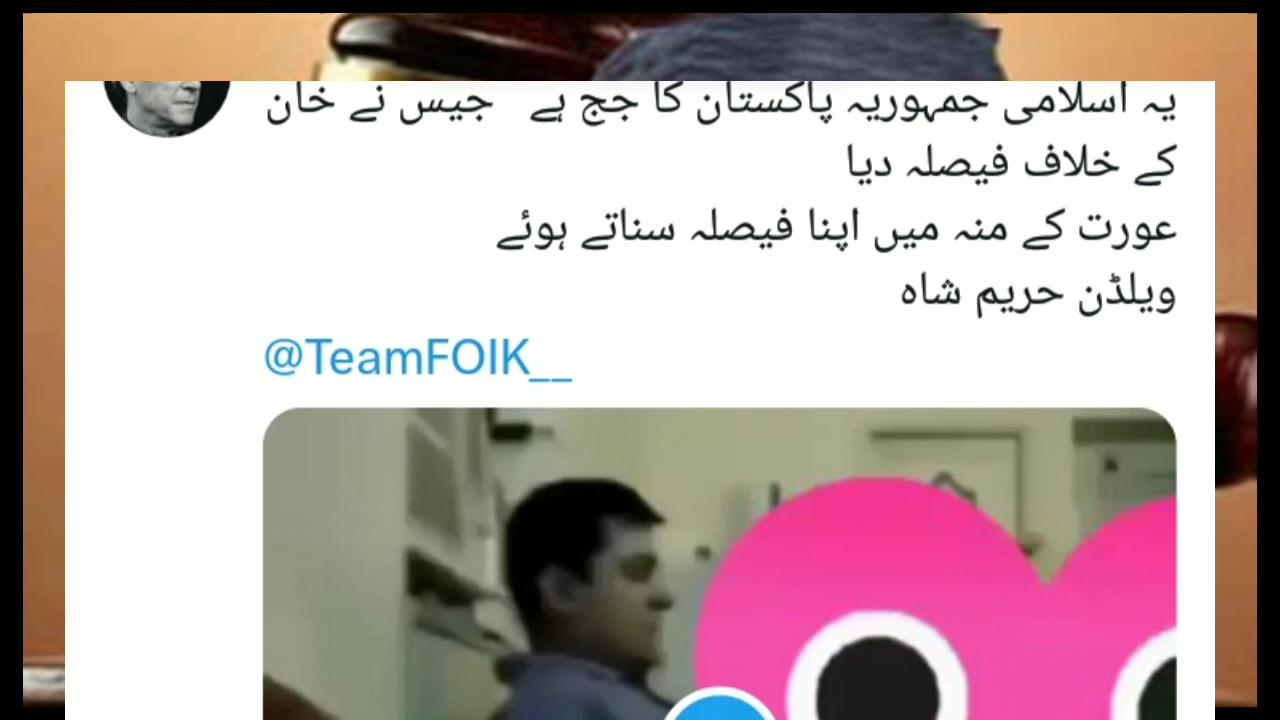 یہ اسلامی جمہوریہ پاکستان کا جج ہے جیس نے خان
کے خلاف فیصلہ دیا
عورت کے منہ میں اپنا فیصلہ سناتے ہوئے
ویلڈن حریم شاہ
@TeamFOIK__